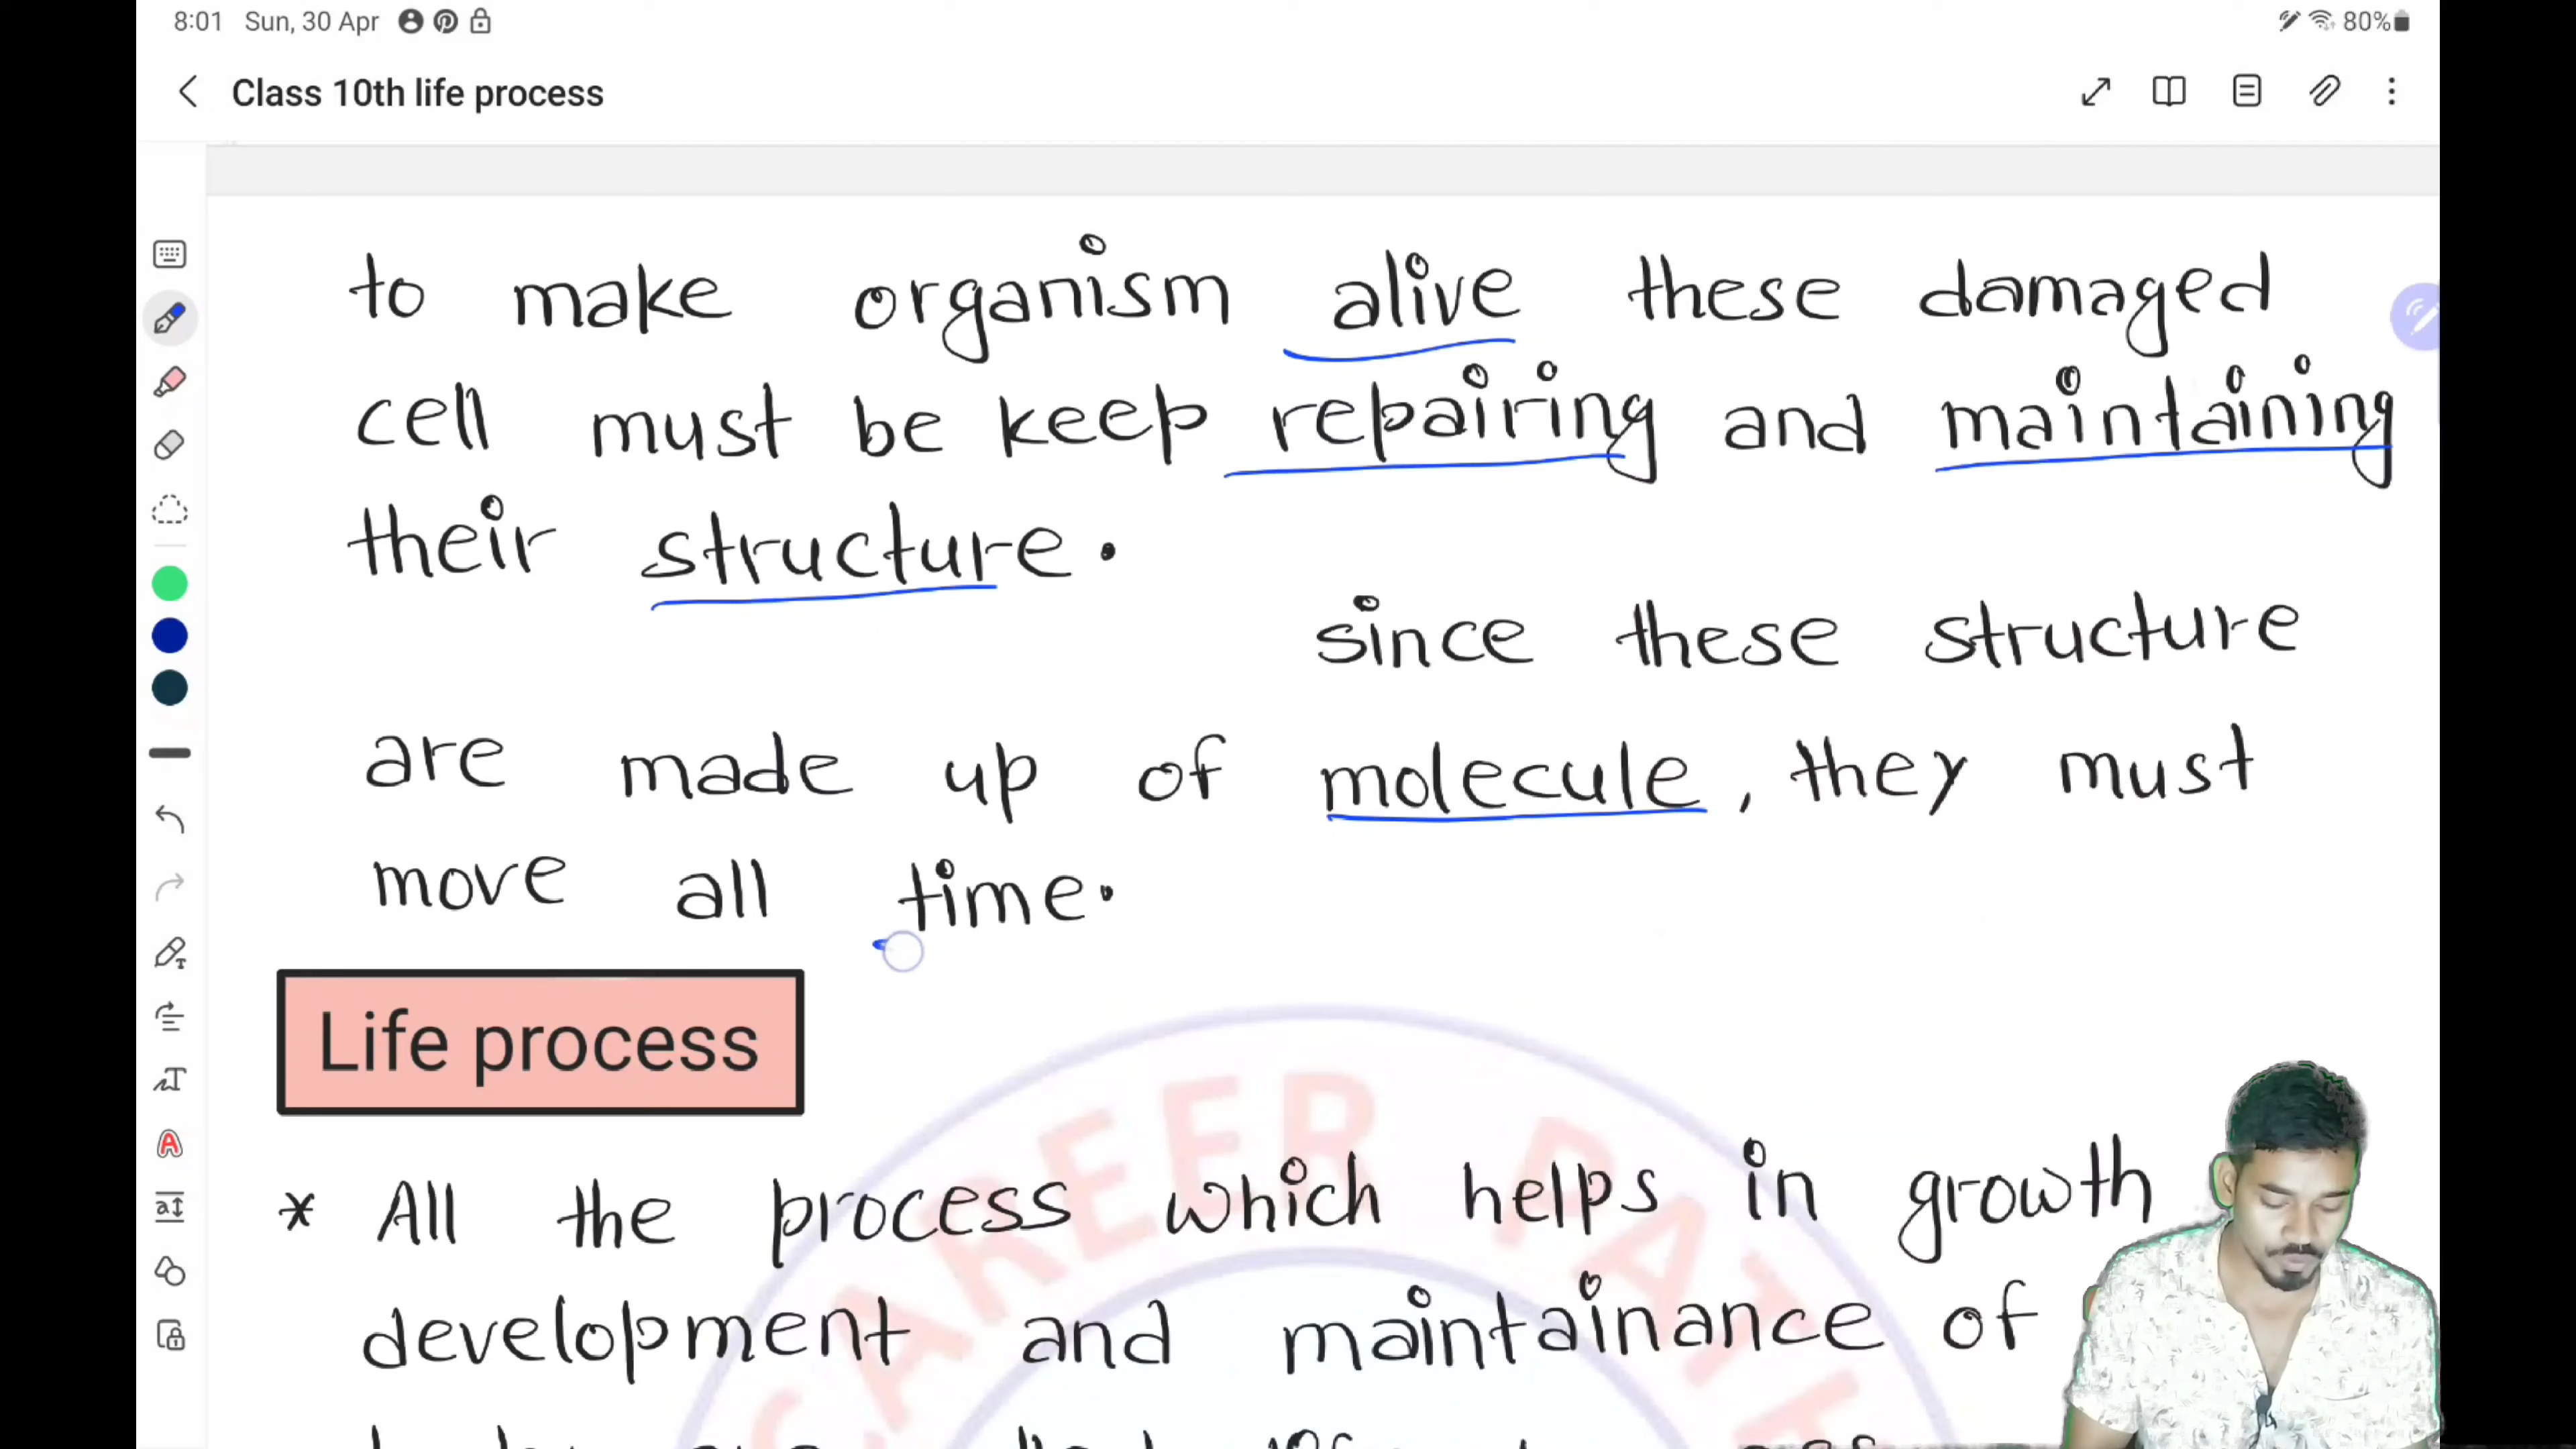 8:01 Sun, 30 Apr
80%
Class 10th life process
to make organism alive these damaged
cell must be keep repairing and maintaining
their structure.
since these structure
are made up of molecule, they must
move all time.
Life process
CAREER PATH
* All the process which helps in growth
development and maintainance of